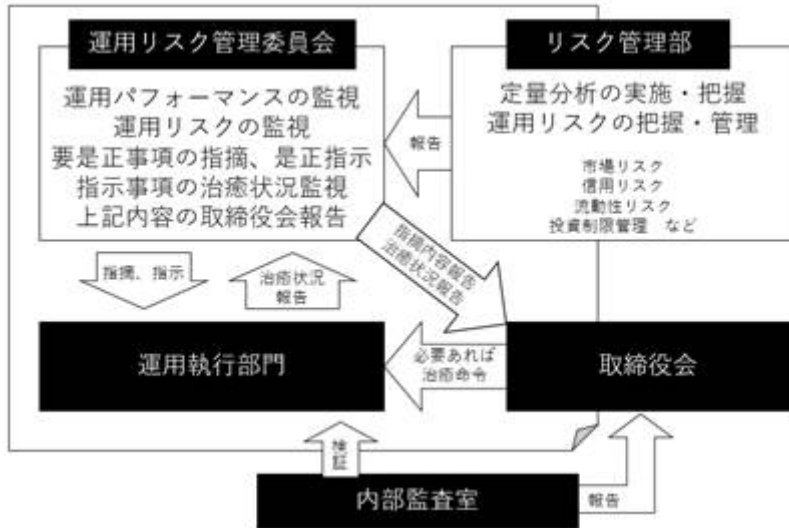 運用リスク管理委員会
運用パフォーマンスの監視
運用リスクの監視
要是正事項の指摘、是正指示
指示事項の治癒状況監視
上記内容の取締役会報告
リスク管理部
定量分析の実施・把握
運用リスクの把握・管理
市場リスク
信用リスク
流動性リスク
投資制限管理　など
報告
指摘、指示
治癒状況
報告
指摘内容報告
治癒状況報告
運用執行部門
必要あれば
治癒命令
取締役会
検証
内部監査室
報告